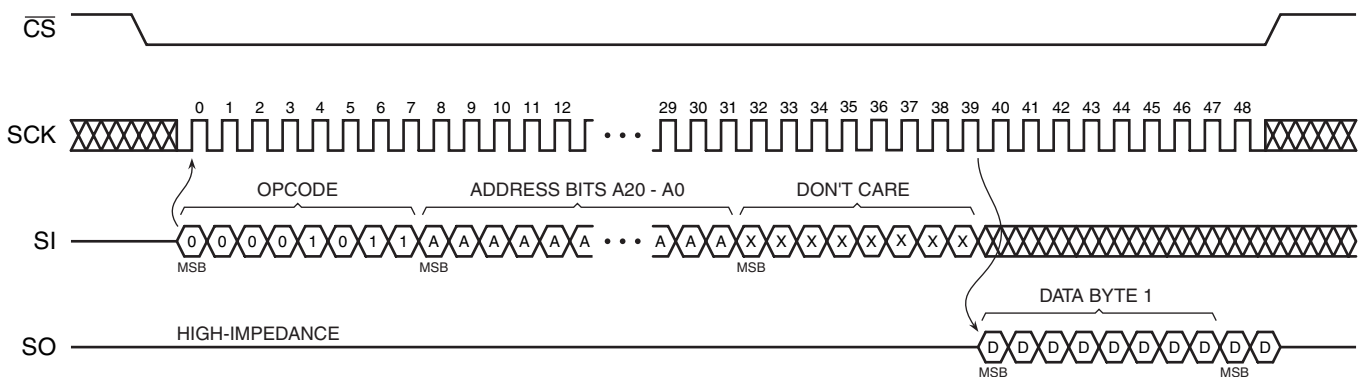 CS
SCK
0 1 2 3 4 5 6 7 8 9 10 11 12 29 30 31 32 33 34 35 36 37 38 39 40 41 42 43 44 45 46 47 48
• • •
OPCODE ADDRESS BITS A20 - A0 DON'T CARE
SI
0 0 0 0 1 0 1 1 A A A A A A • • • A A A X X X X X X X X
MSB MSB MSB
DATA BYTE 1
HIGH-IMPEDANCE
SO
D D D D D D D D D D
MSB MSB